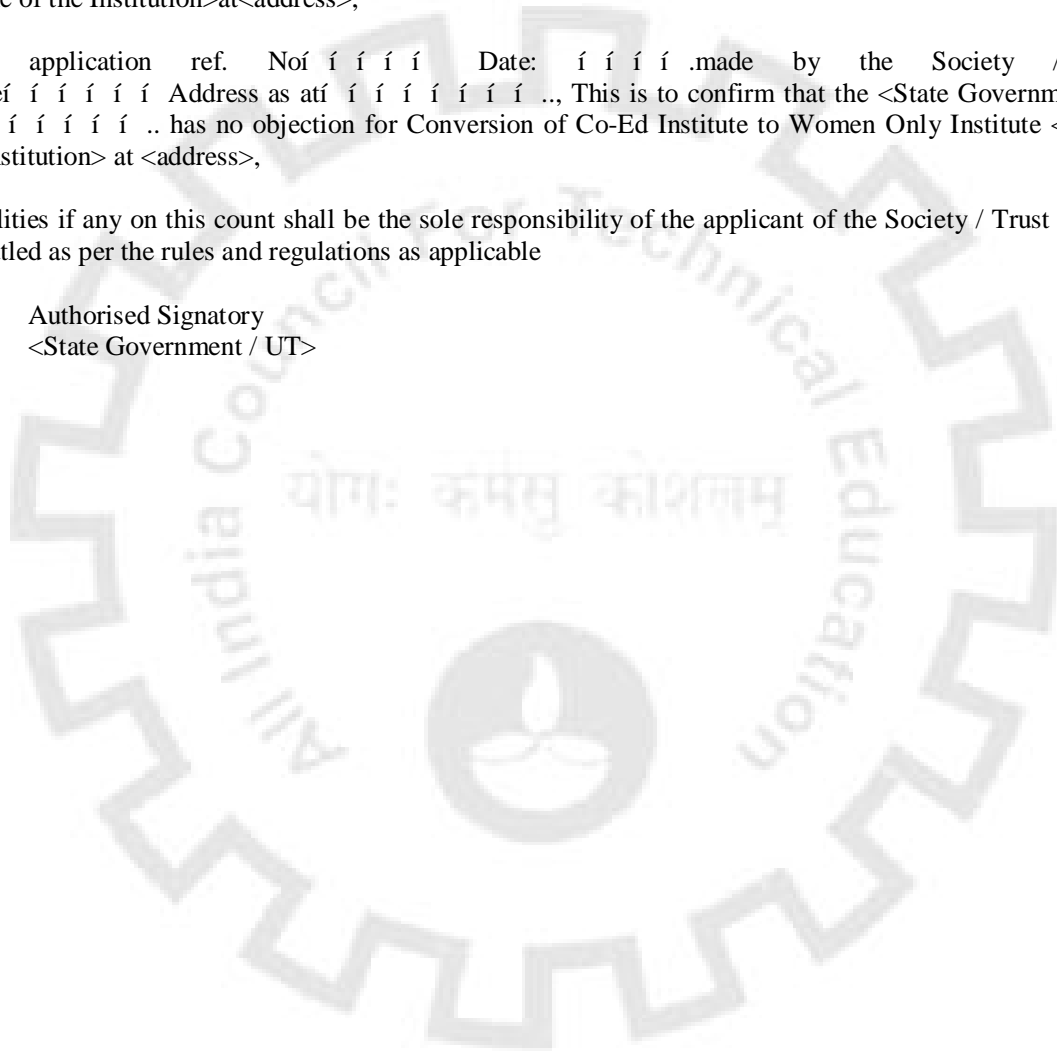 e of the Institution>at<address>,
application ref. Noí í í í í Date: í í í í .made by the Society /
eí í í í í í Address as atí í í í í í í í .., This is to confirm that the <State Governm
í í í í í .. has no objection for Conversion of Co-Ed Institute to Women Only Institute <
stitution> at <address>,
lities if any on this count shall be the sole responsibility of the applicant of the Society / Trust
tled as per the rules and regulations as applicable
Authorised Signatory
<State Government / UT>
All India Council For Technical Education
योगः कर्मसु कौशलम्